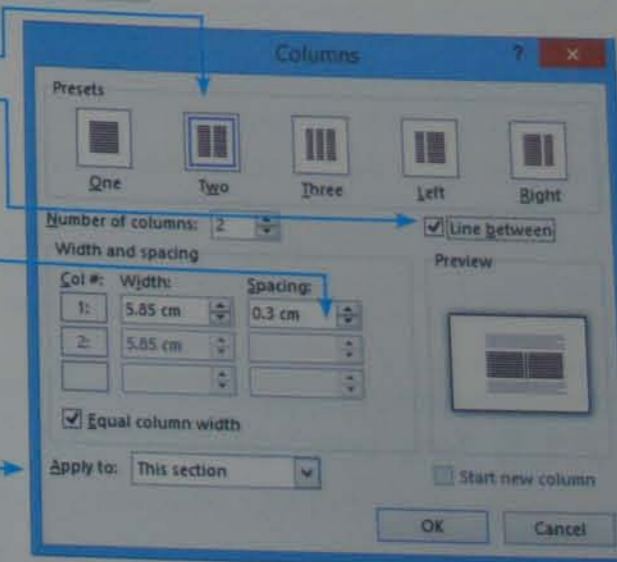 Columns ? ×
Presets
One Two Three Left Right
Number of columns: 2
Line between
Width and spacing
Preview
Col #: Width: Spacing:
1: 5.85 cm 0.3 cm
2: 5.85 cm
Equal column width
Apply to: This section
Start new column
OK Cancel